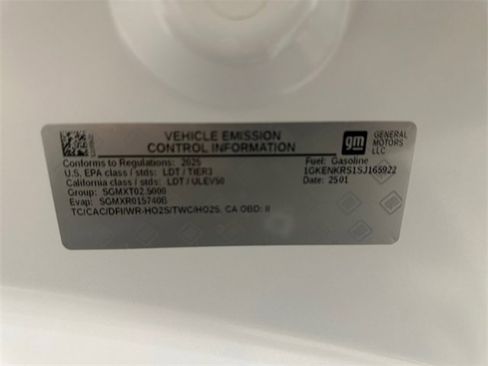 VEHICLE EMISSION
CONTROL INFORMATION
gm
GENERAL
MOTORS
LLC
Conforms to Regulations: 2025
U.S. EPA class / stds: LDT / TIER3
California class / stds: LDT / ULEV50
Group: SGMXT02.5000
Evap: SGMXR015740B
TC/CAC/DFI/WR-HO2S/TWC/HO2S, CA OBD: II
Fuel: Gasoline
1GKENKRS1SJ165922
Date: 2501